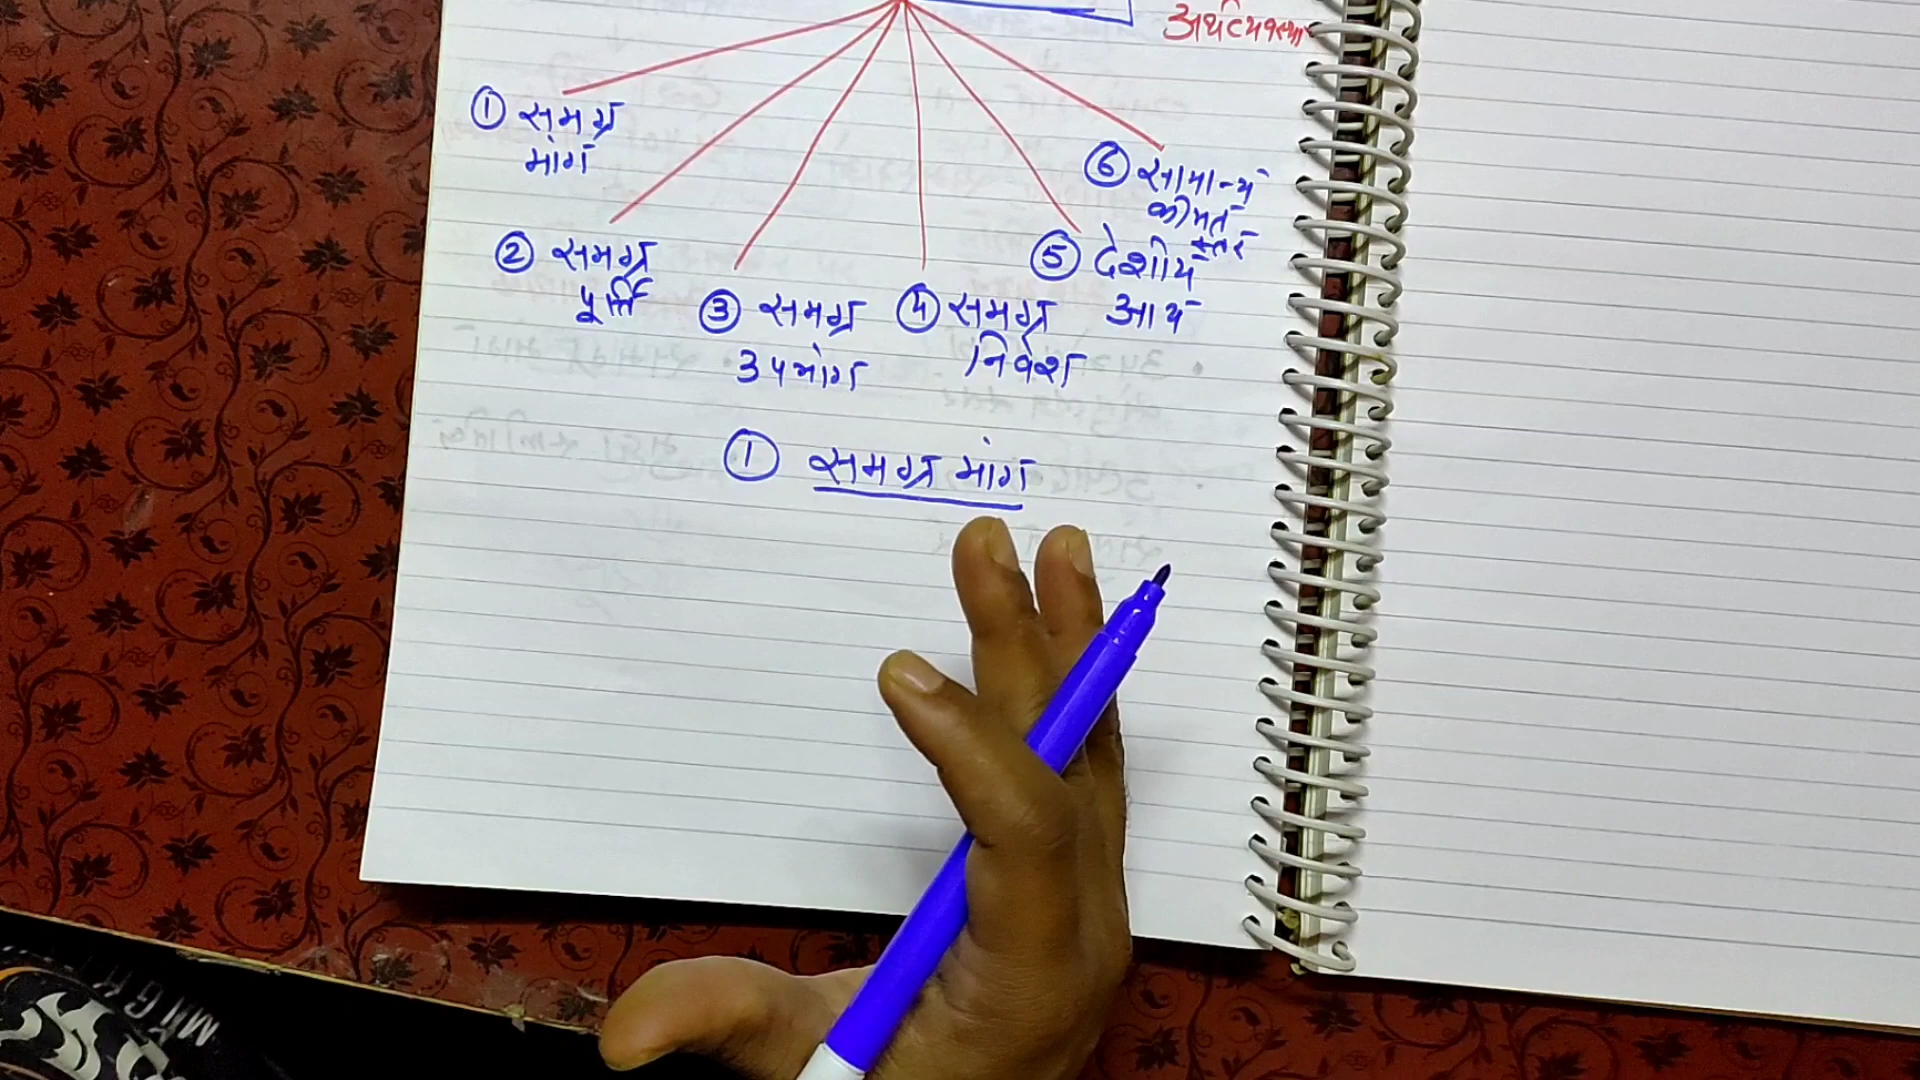 अर्थव्यवस्था
① समग्र
मांग
② समग्र
पूर्ति
③ समग्र
उपभोग
④ समग्र
निवेश
⑤ देशीय
आय
⑥ सामान्य
कीमत
स्तर
① समग्र मांग